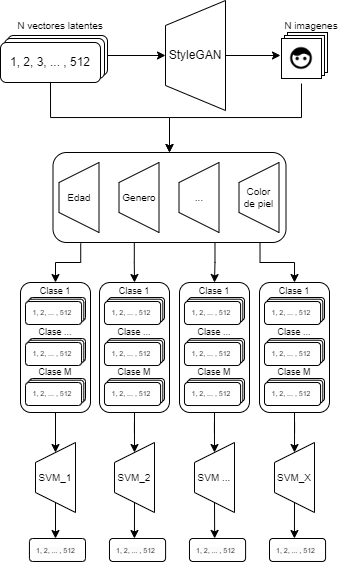 N vectores latentes
N imagenes
1, 2, 3, ... , 512
StyleGAN
Edad
Genero
...
Color
de piel
Clase 1
Clase 1
Clase 1
Clase 1
1, 2, ... , 512
1, 2, ... , 512
1, 2, ... , 512
1, 2, ... , 512
Clase ...
Clase ...
Clase ...
Clase ...
1, 2, ... , 512
1, 2, ... , 512
1, 2, ... , 512
1, 2, ... , 512
Clase M
Clase M
Clase M
Clase M
1, 2, ... , 512
1, 2, ... , 512
1, 2, ... , 512
1, 2, ... , 512
SVM_1
SVM_2
SVM ...
SVM_X
1, 2, ... , 512
1, 2, ... , 512
1, 2, ... , 512
1, 2, ... , 512